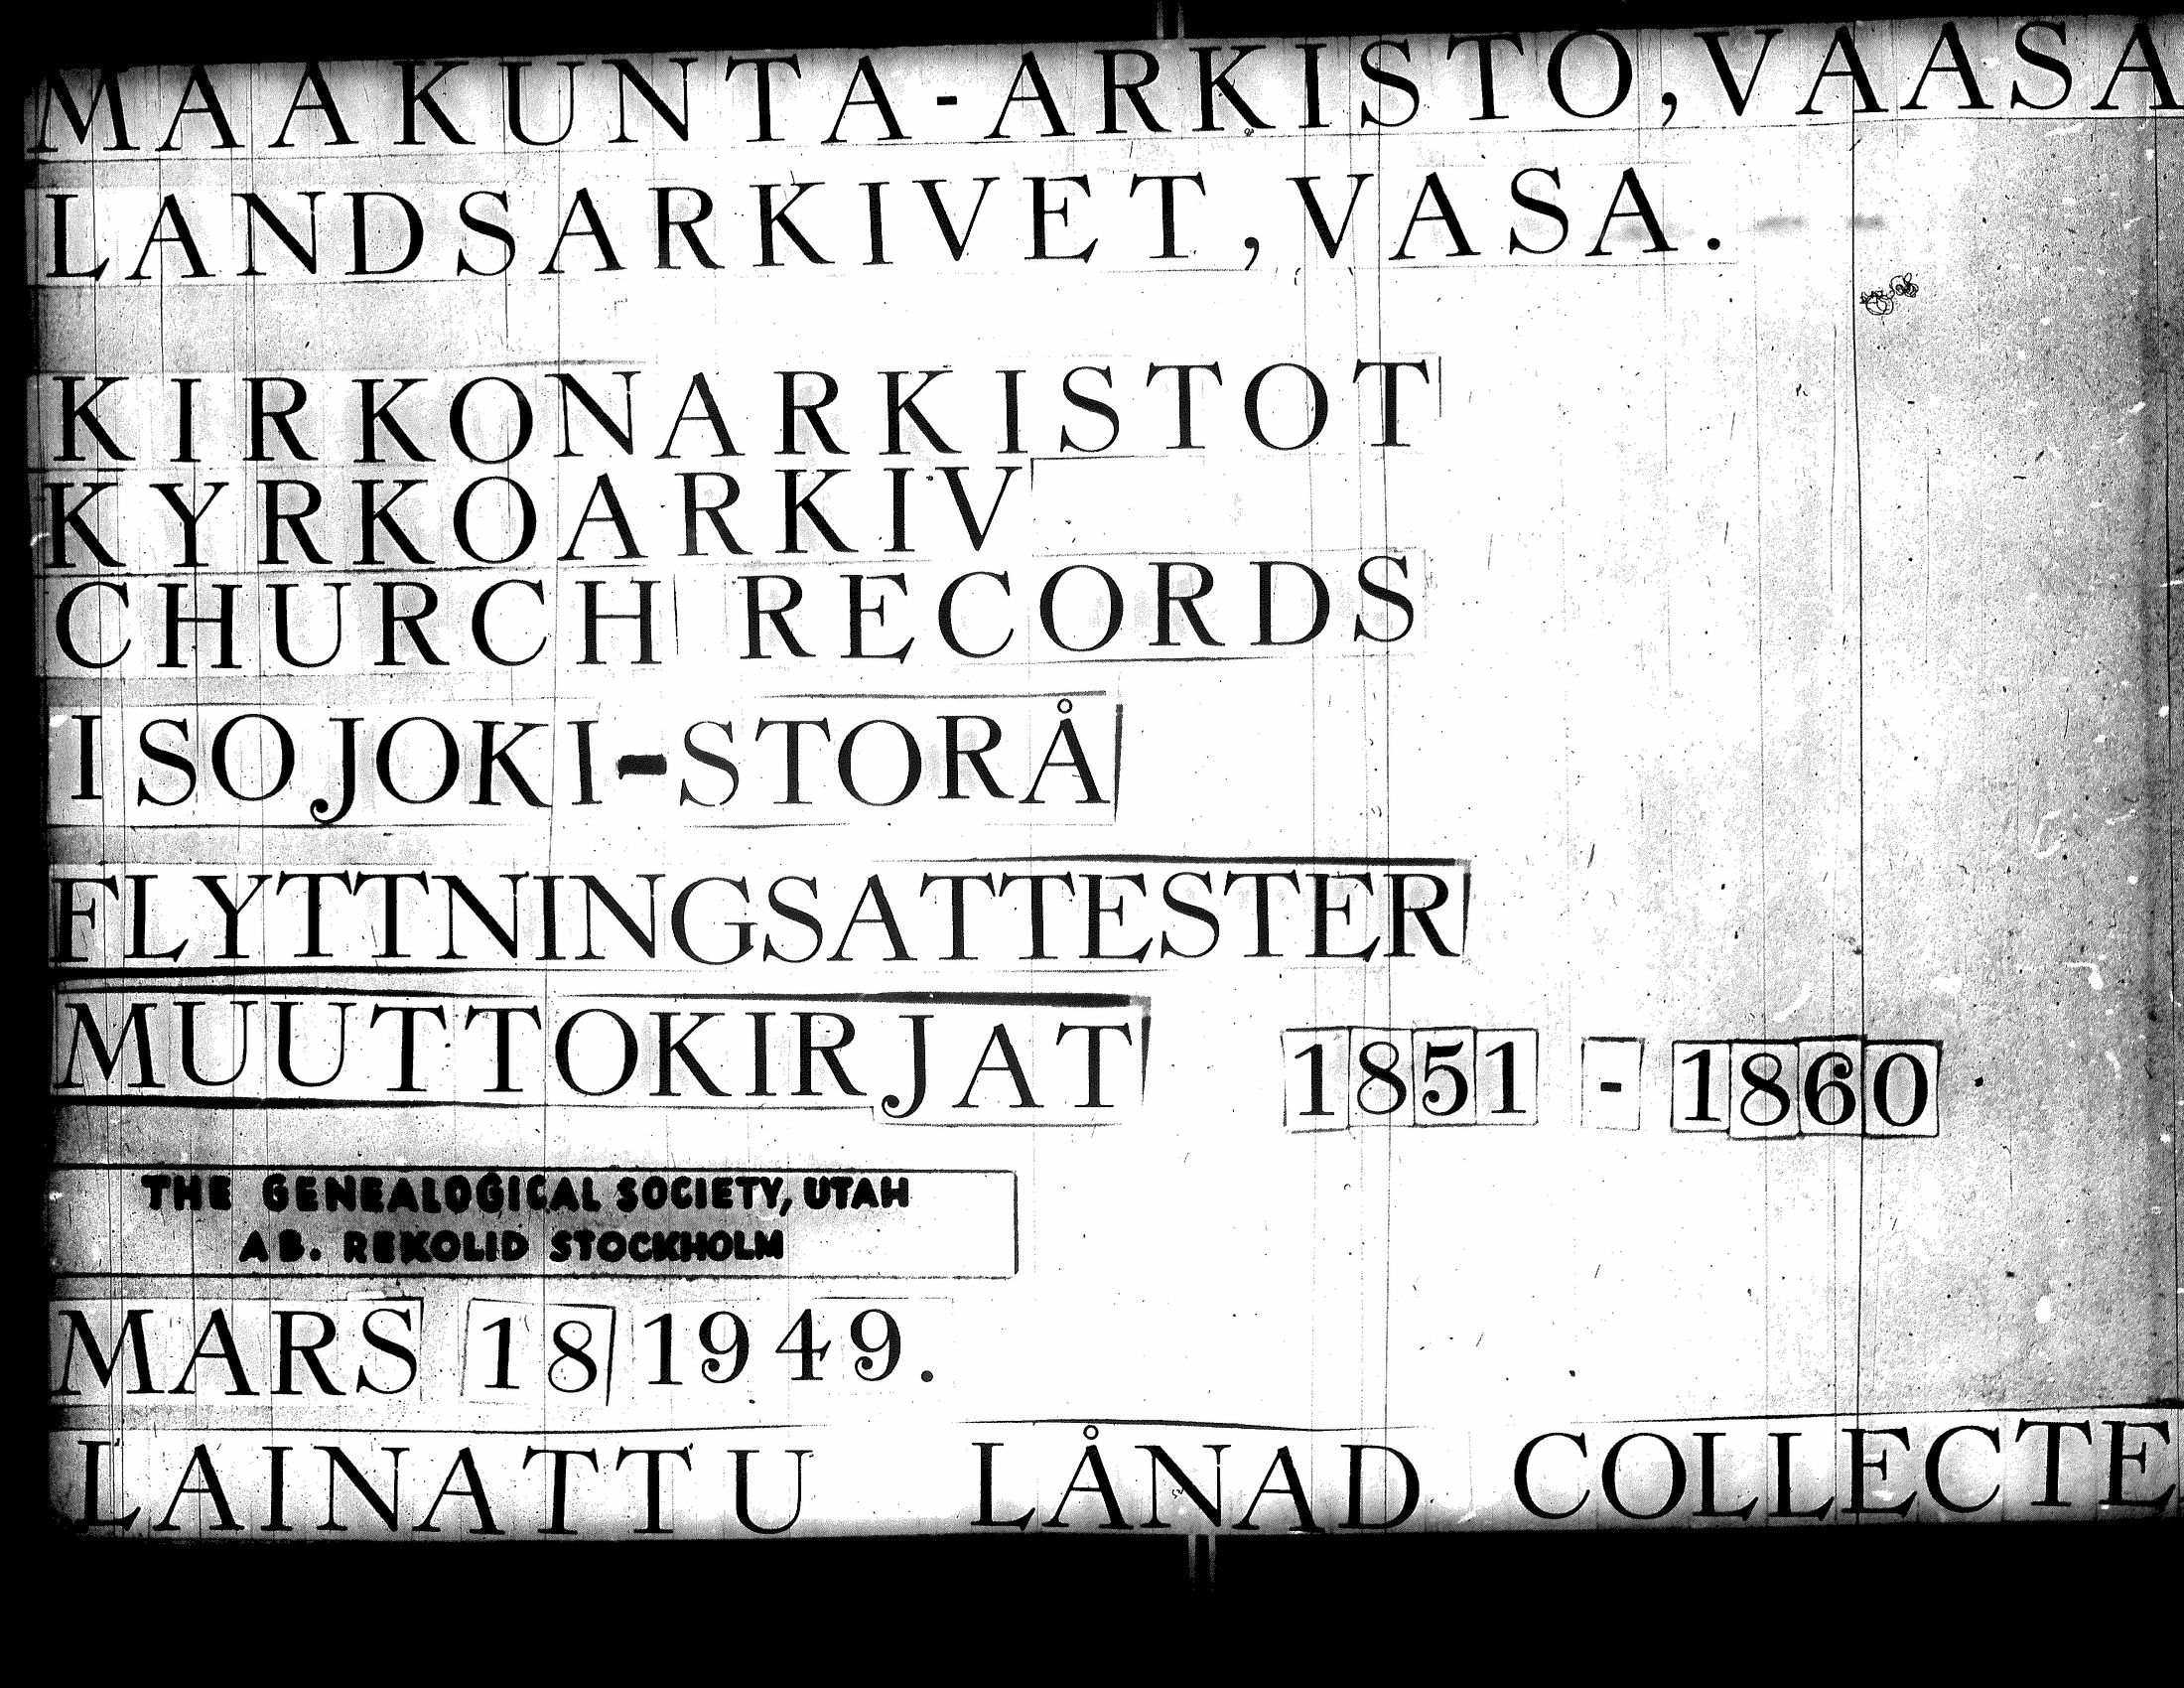 MAAKUNTA-ARKISTO, VAASA
LANDSARKIVET, VASA.
KIRKONARKISTOT
KYRKOARKIV
CHURCH RECORDS
ISOJOKI-STORÅ
FLYTTNINGSATTESTER
MUUTTOKIRJAT 1851 - 1860
THE GENEALOGICAL SOCIETY, UTAH
AB. REKOLID STOCKHOLM
MARS 18 1949.
LAINATTU LÅNAD COLLECTE